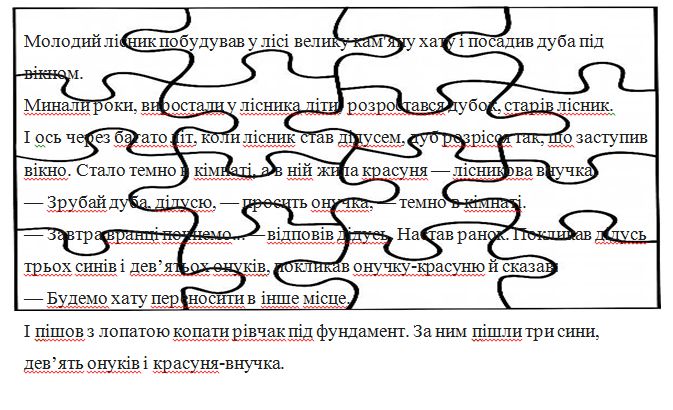 Молодий лісник побудував у лісі велику кам'яну хату і посадив дуба під
вікном.
Минали роки, виростали у лісника діти, розростався дубок, старів лісник.
І ось через багато літ, коли лісник став дідусем, дуб розрісся так, що заступив
вікно. Стало темно в кімнаті, а в ній жила красуня — лісникова внучка.
— Зрубай дуба, дідусю, — просить онучка, — темно в кімнаті.
— Завтра вранці почнемо... — відповів дідусь. Настав ранок. Покликав дідусь
трьох синів і дев’ятьох онуків, покликав онучку-красуню й сказав:
— Будемо хату переносити в інше місце.
І пішов з лопатою копати рівчак під фундамент. За ним пішли три сини,
дев’ять онуків і красуня-внучка.